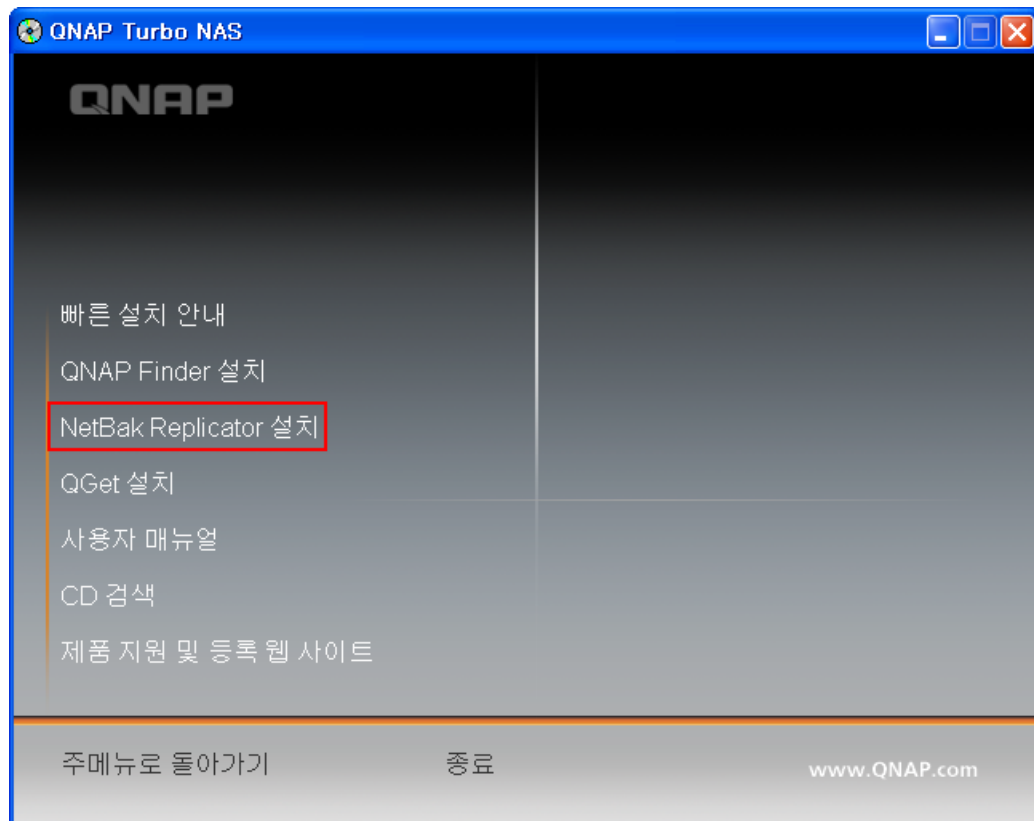 QNAP Turbo NAS
QNAP
빠른 설치 안내
QNAP Finder 설치
NetBak Replicator 설치
QGet 설치
사용자 매뉴얼
CD 검색
제품 지원 및 등록 웹 사이트
주메뉴로 돌아가기
종료
www.QNAP.com